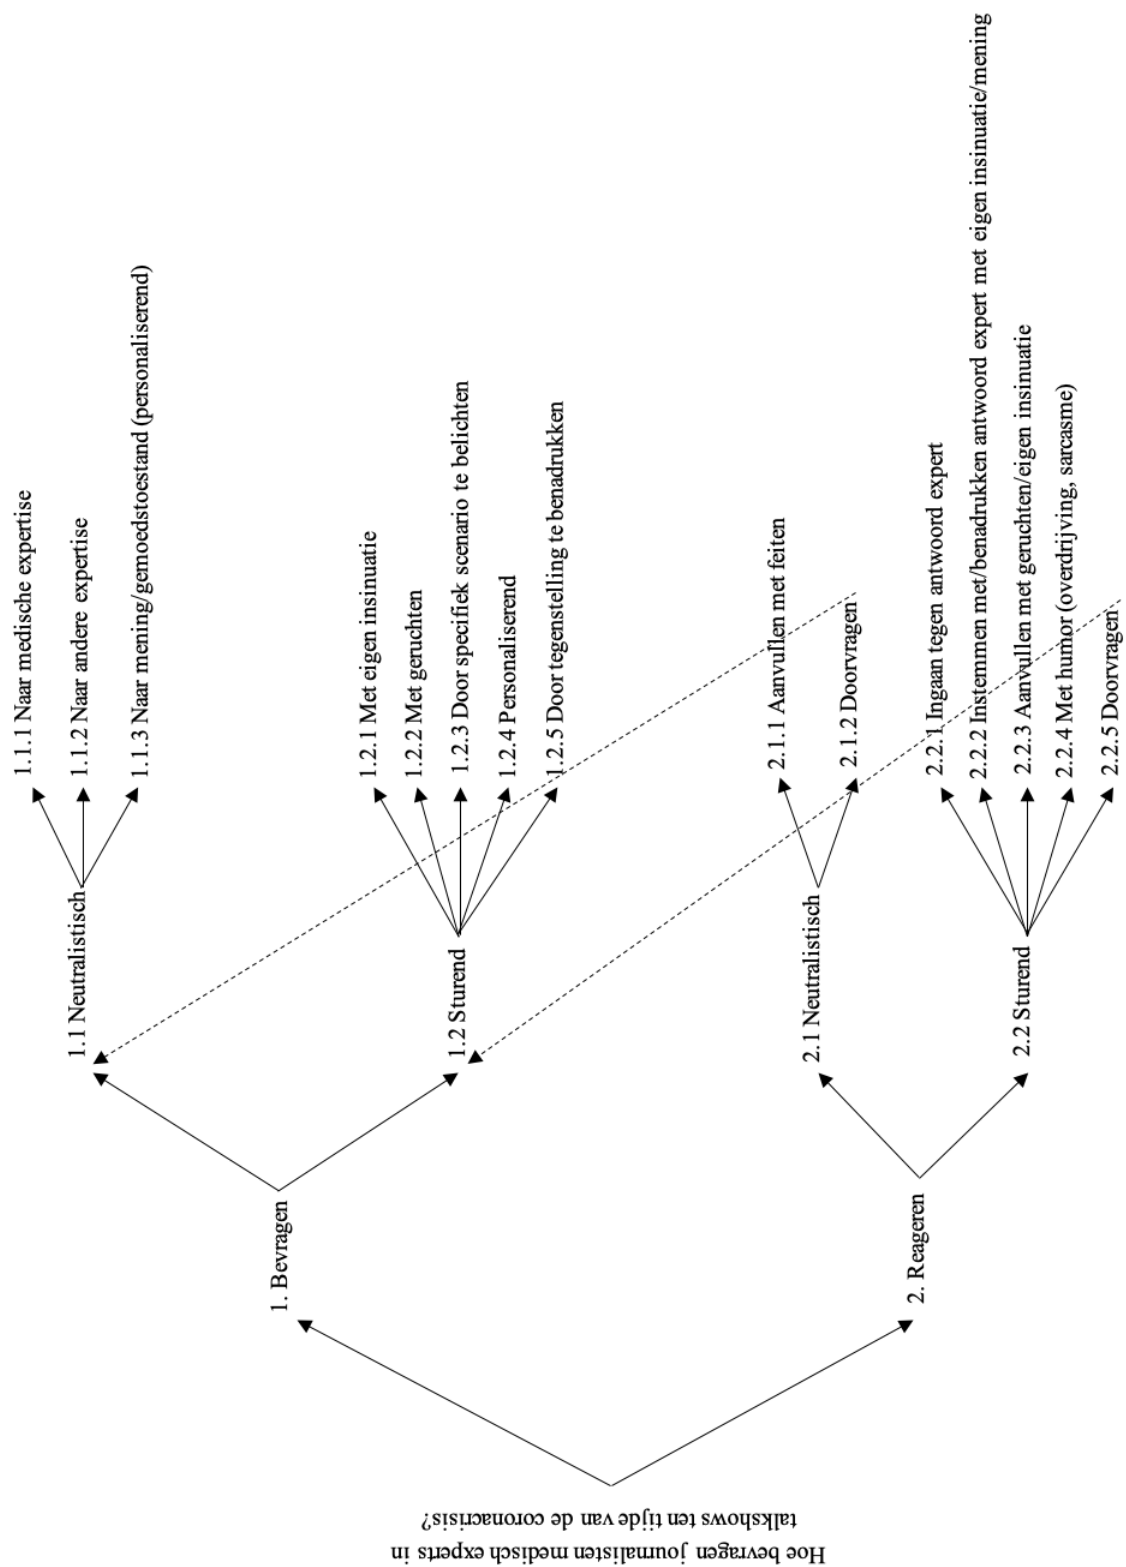 Hoe bevragen journalisten medisch experts in
talkshows ten tijde van de coronacrisis?
1. Bevragen
1.1 Neutralistisch
1.1.1 Naar medische expertise
1.1.2 Naar andere expertise
1.1.3 Naar mening/gemoedstoestand (personaliserend)
1.2 Sturend
1.2.1 Met eigen insinuatie
1.2.2 Met geruchten
1.2.3 Door specifiek scenario te belichten
1.2.4 Personaliserend
1.2.5 Door tegenstelling te benadrukken
2. Reageren
2.1 Neutralistisch
2.1.1 Aanvullen met feiten
2.1.2 Doorvragen
2.2 Sturend
2.2.1 Ingaan tegen antwoord expert
2.2.2 Instemmen met/benadrukken antwoord expert met eigen insinuatie/mening
2.2.3 Aanvullen met geruchten/eigen insinuatie
2.2.4 Met humor (overdrijving, sarcasme)
2.2.5 Doorvragen